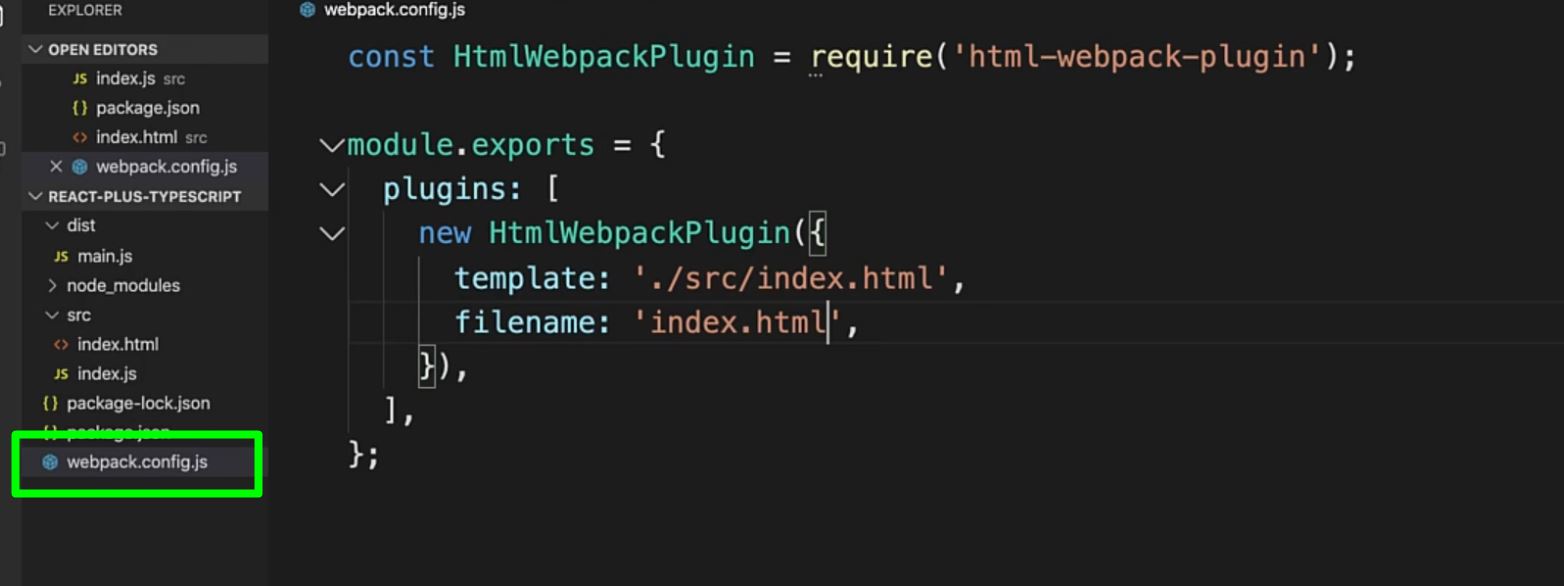 EXPLORER
OPEN EDITORS
JS index.js src
{} package.json
<> index.html src
webpack.config.js
REACT-PLUS-TYPESCRIPT
dist
JS main.js
node_modules
src
<> index.html
JS index.js
{} package-lock.json
{} package.json
webpack.config.js
webpack.config.js
const HtmlWebpackPlugin = require('html-webpack-plugin');
module.exports = {
plugins: [
new HtmlWebpackPlugin({
template: './src/index.html',
filename: 'index.html',
}),
],
};